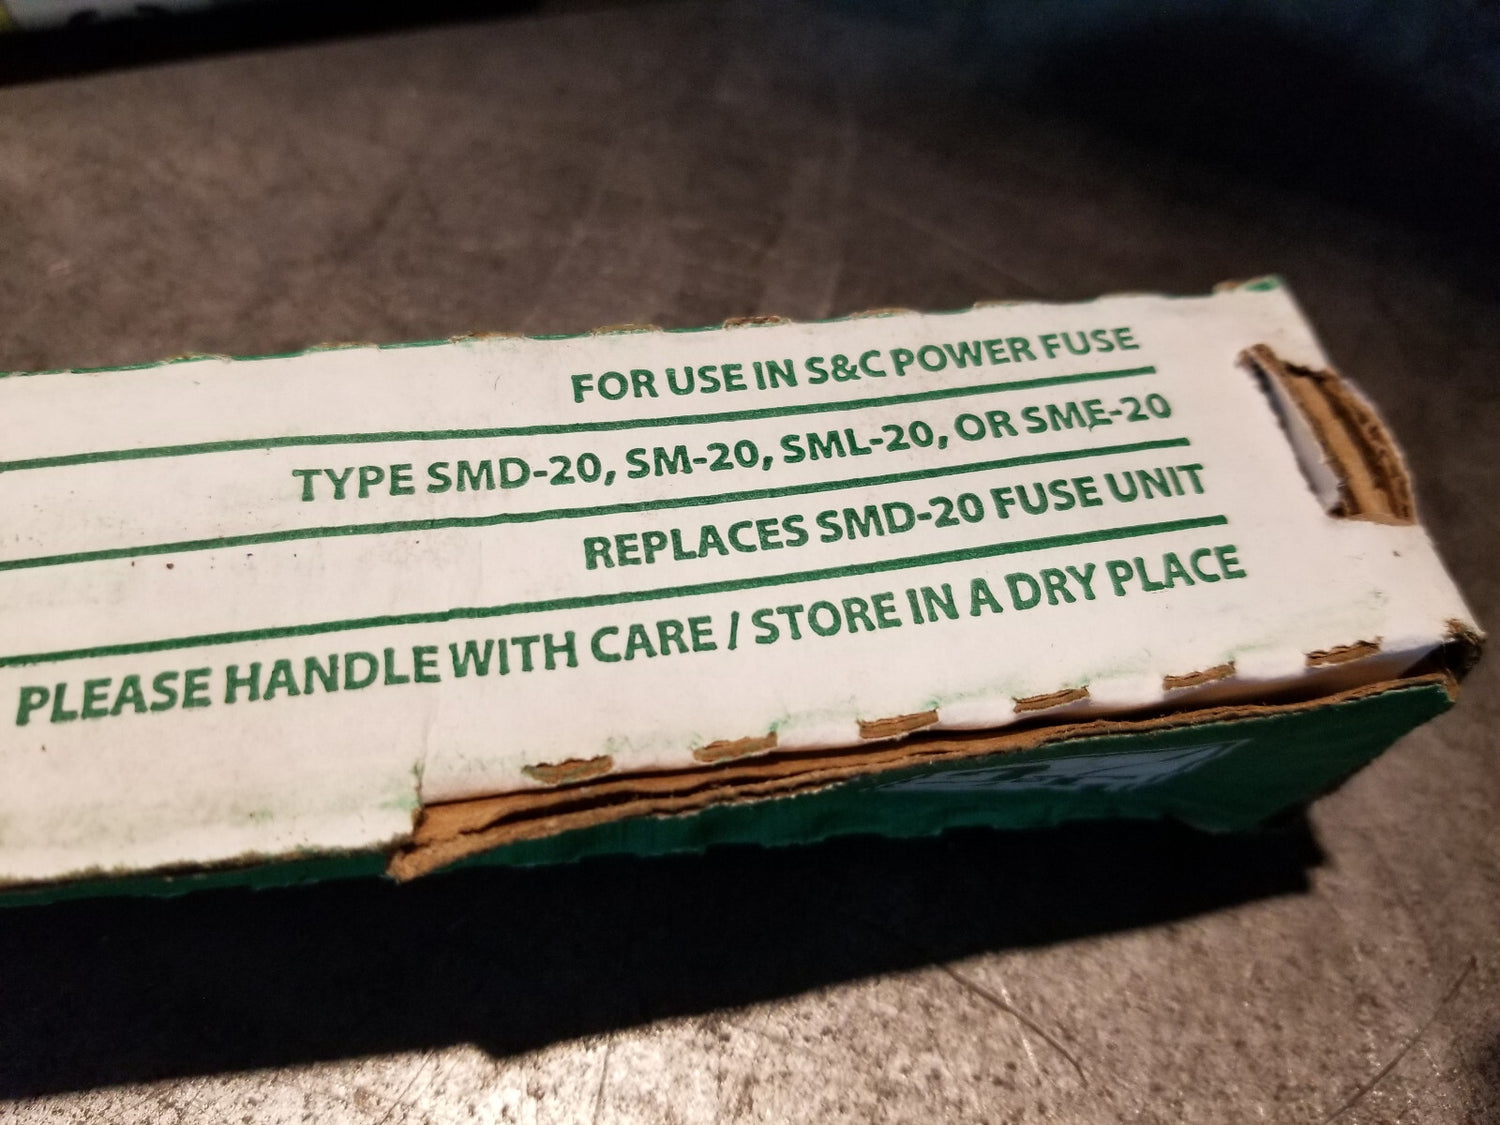 FOR USE IN S&C POWER FUSE
TYPE SMD-20, SM-20, SML-20, OR SME-20
REPLACES SMD-20 FUSE UNIT
PLEASE HANDLE WITH CARE / STORE IN A DRY PLACE